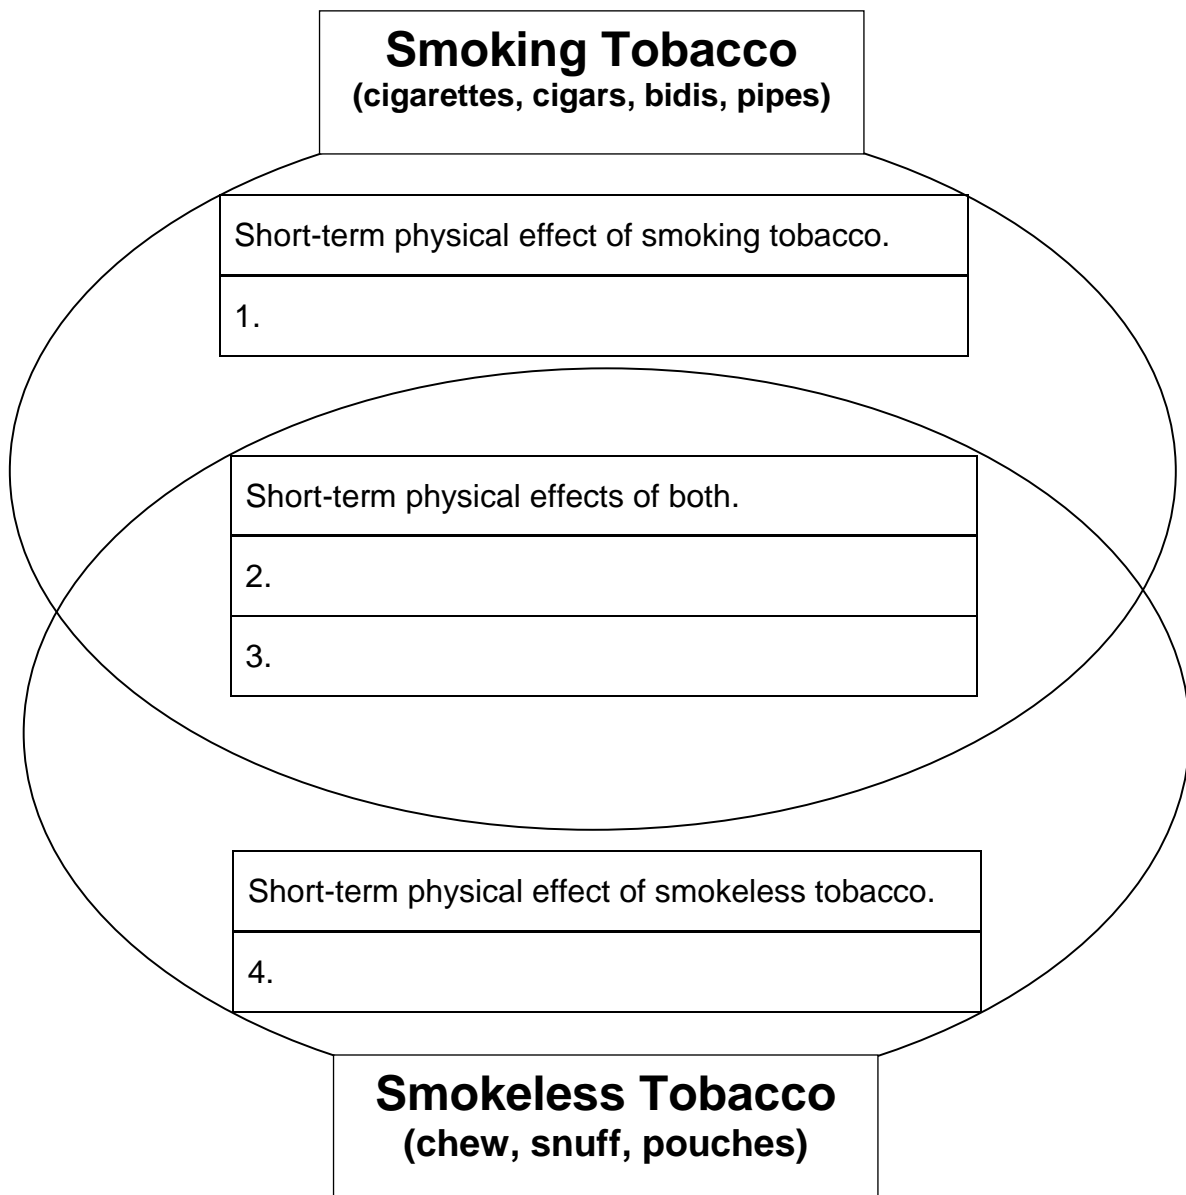 Smoking Tobacco
(cigarettes, cigars, bidis, pipes)
Short-term physical effect of smoking tobacco.
1.
Short-term physical effects of both.
2.
3.
Short-term physical effect of smokeless tobacco.
4.
Smokeless Tobacco
(chew, snuff, pouches)